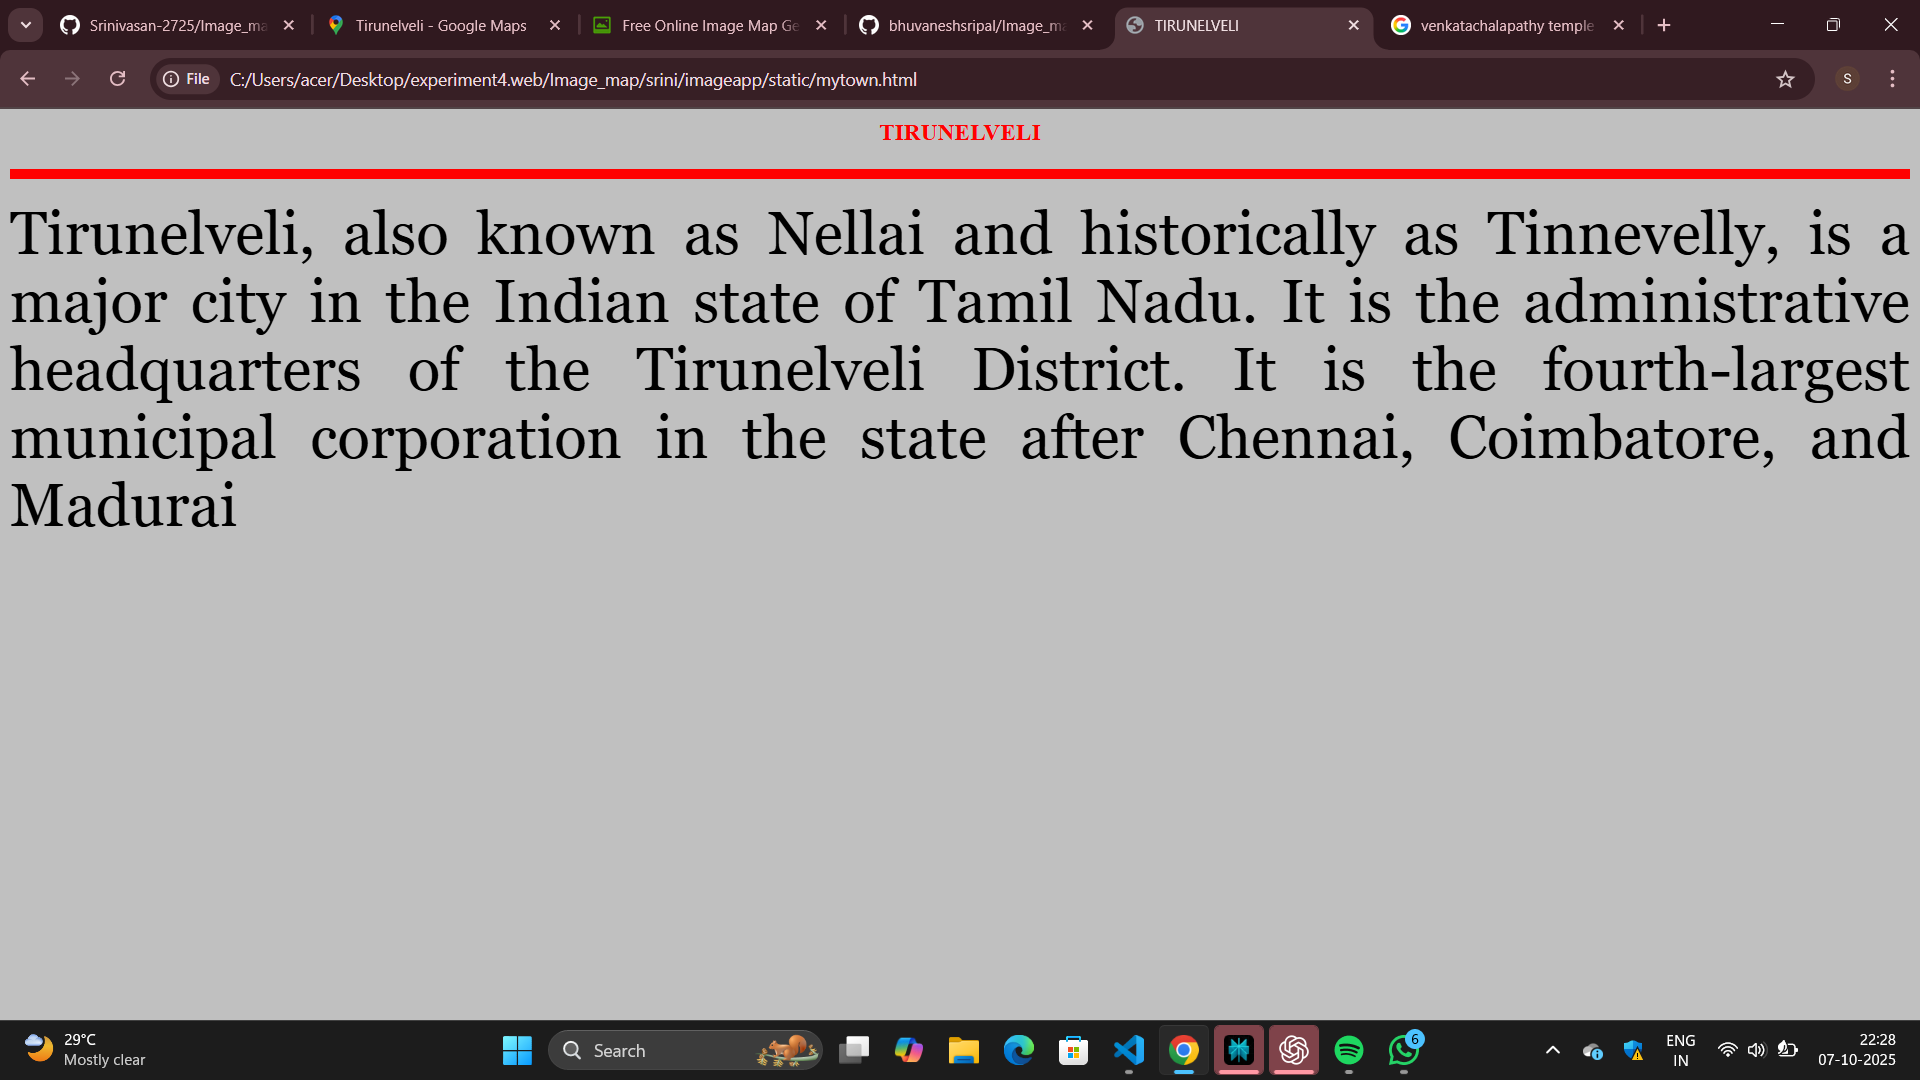 Srinivasan-2725/Image_ma
Tirunelveli - Google Maps
Free Online Image Map Ge
bhuvaneshsripal/Image_ma
TIRUNELVELI
venkatachalapathy temple
File
C:/Users/acer/Desktop/experiment4.web/Image_map/srini/imageapp/static/mytown.html
S
TIRUNELVELI
Tirunelveli, also known as Nellai and historically as Tinnevelly, is a
major city in the Indian state of Tamil Nadu. It is the administrative
headquarters of the Tirunelveli District. It is the fourth-largest
municipal corporation in the state after Chennai, Coimbatore, and
Madurai
29°C
Mostly clear
Search
6
ENG
IN
22:28
07-10-2025